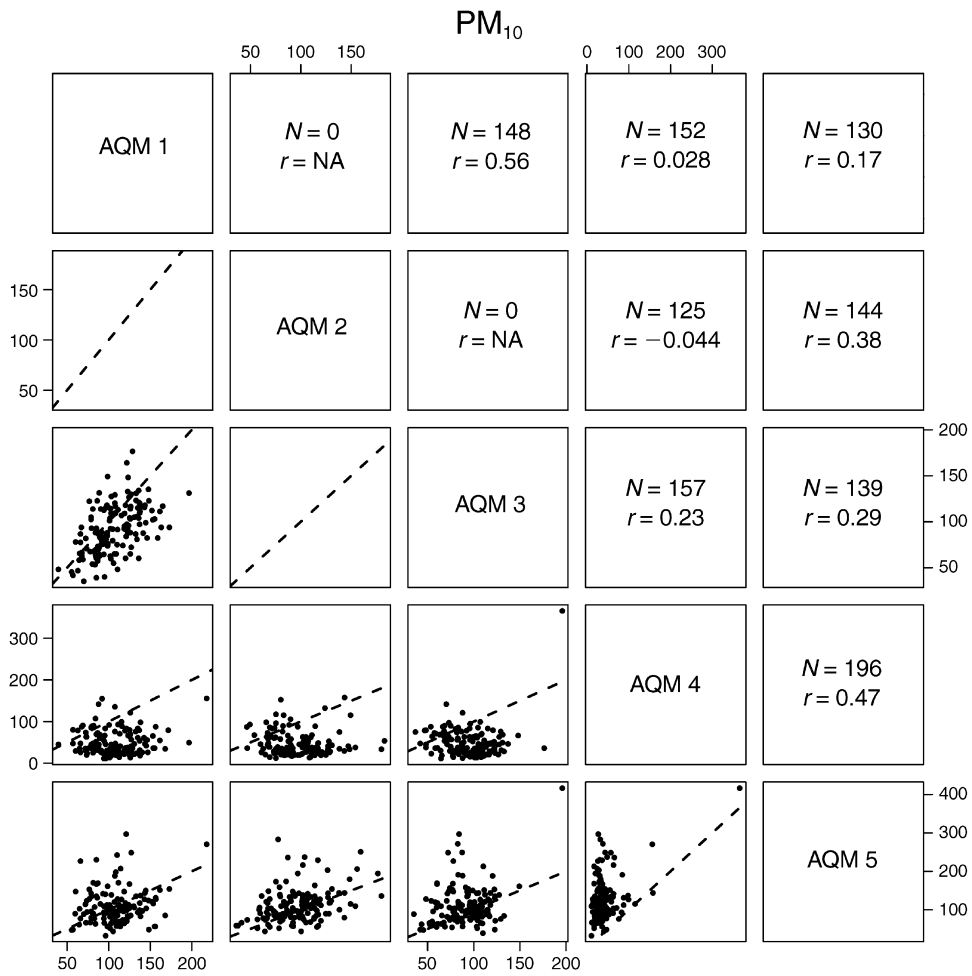 PM₁₀
50 100 150 0 100 200 300
AQM 1
N = 0
r = NA
N = 148
r = 0.56
N = 152
r = 0.028
N = 130
r = 0.17
150
100
50
AQM 2
N = 0
r = NA
N = 125
r = −0.044
N = 144
r = 0.38
AQM 3
N = 157
r = 0.23
N = 139
r = 0.29
200
150
100
50
300
200
100
0
AQM 4
N = 196
r = 0.47
AQM 5
400
300
200
100
50 100 150 200 50 100 150 200